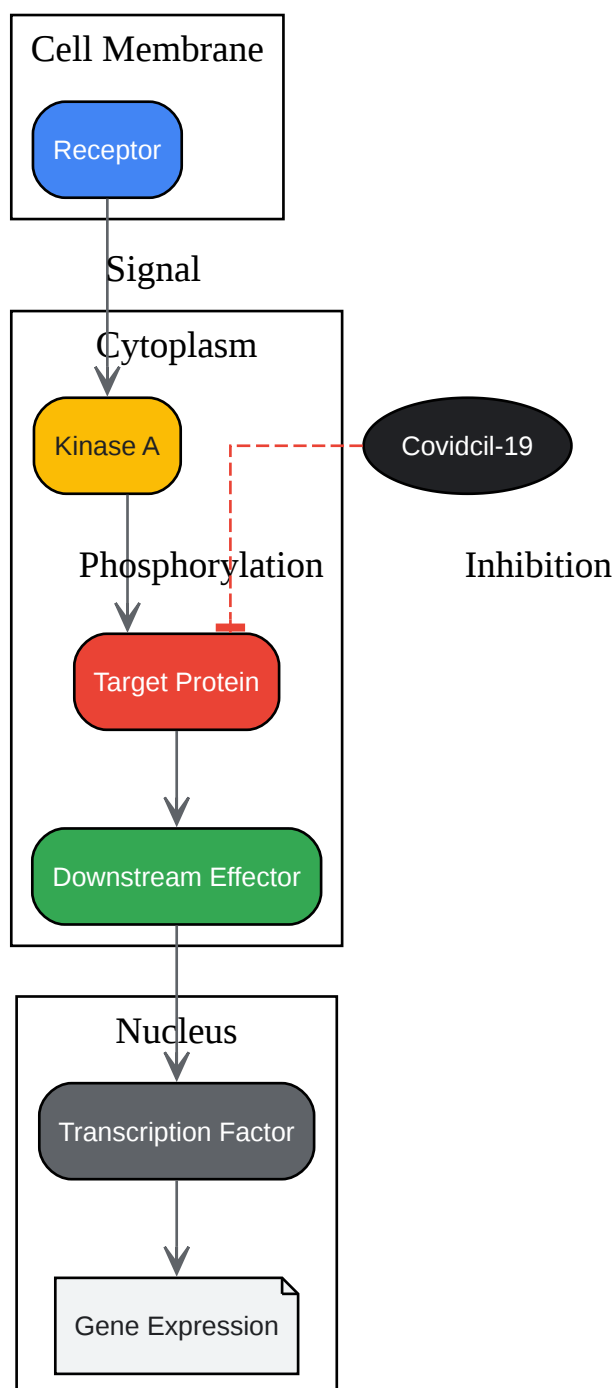 Cell Membrane
Receptor
Signal
Cytoplasm
Kinase A
Covidcil-19
Phosphorylation
Inhibition
Target Protein
Downstream Effector
Nucleus
Transcription Factor
Gene Expression